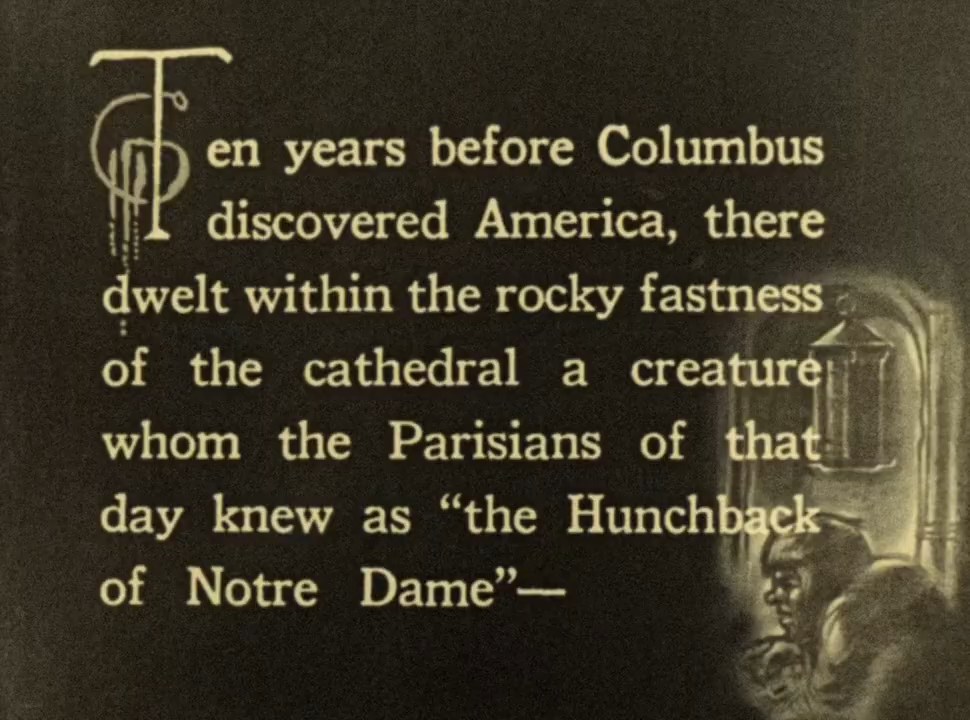 Ten years before Columbus
discovered America, there
dwelt within the rocky fastness
of the cathedral a creature
whom the Parisians of that
day knew as “the Hunchback
of Notre Dame”—